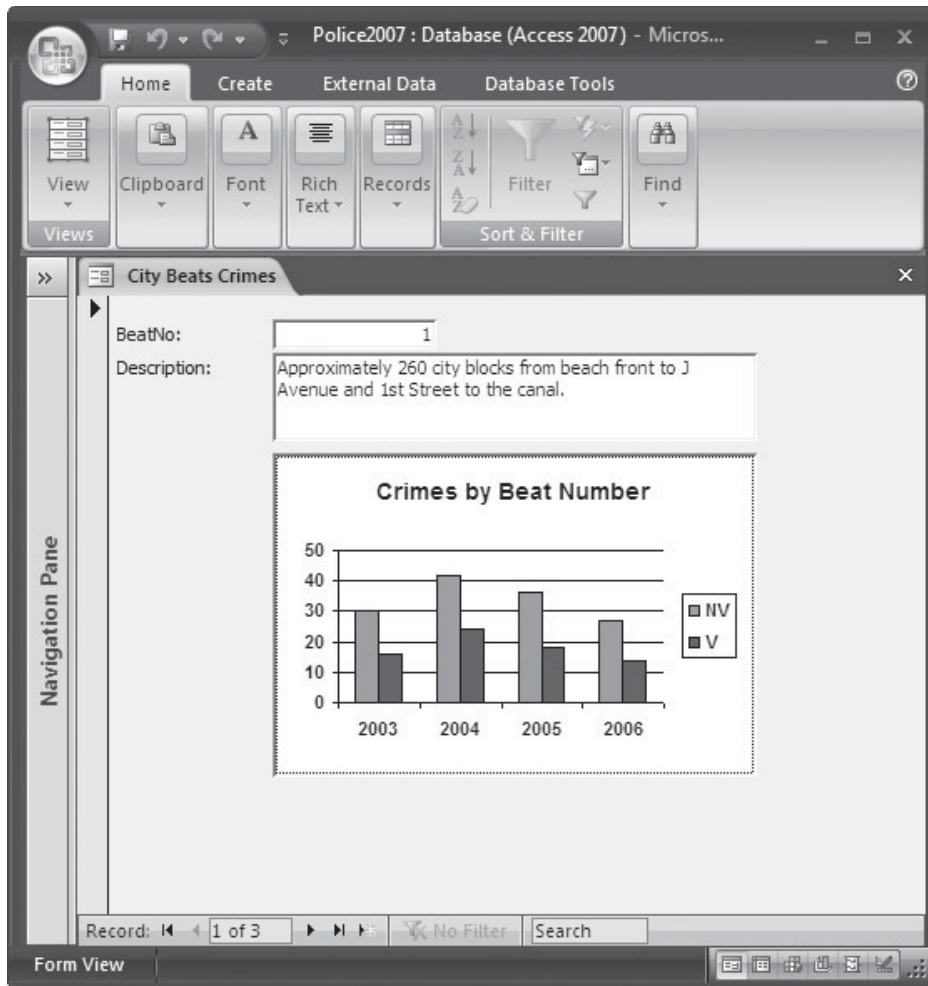 Police2007 : Database (Access 2007) - Micros...
Home Create External Data Database Tools
View
Clipboard
Font
Rich
Text
Records
A
Z
Z
A
A
Z
Filter
Find
Views
Sort & Filter
City Beats Crimes
BeatNo: 1
Description: Approximately 260 city blocks from beach front to J
Avenue and 1st Street to the canal.
Navigation Pane
Crimes by Beat Number
50
40
30
20
10
0
2003 2004 2005 2006
NV
V
Record: 1 of 3 No Filter Search
Form View